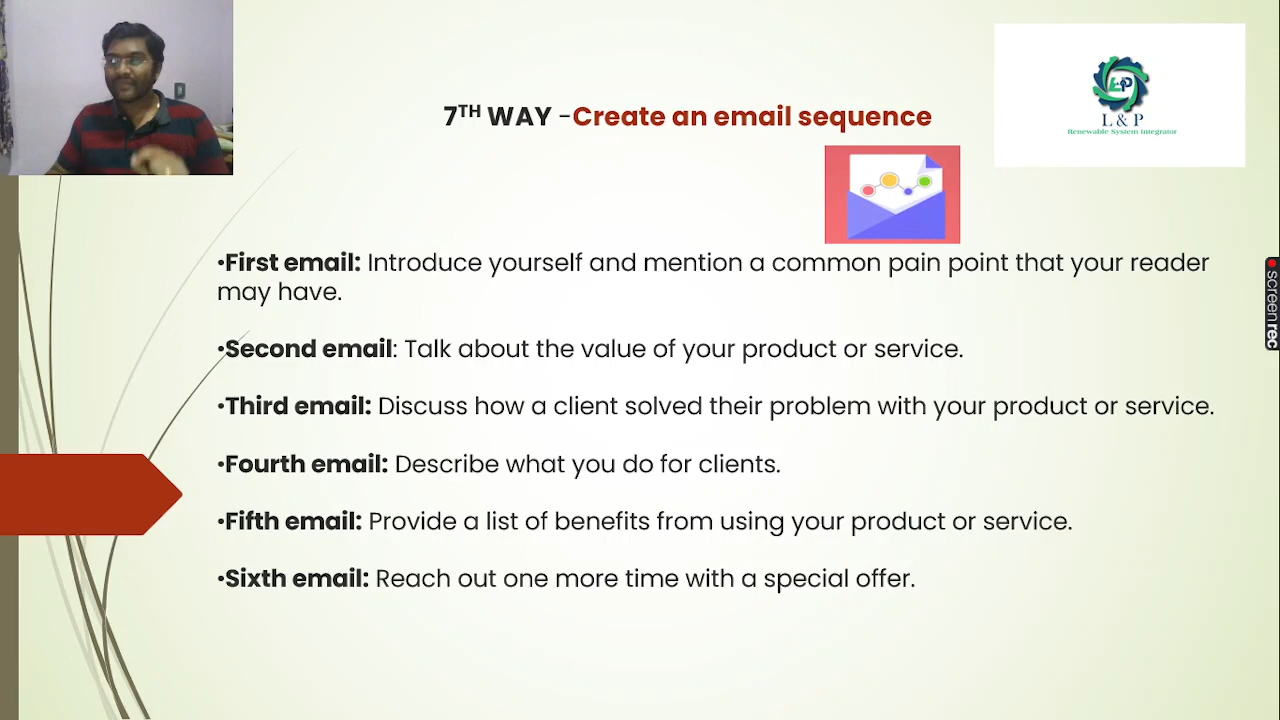 7TH WAY -Create an email sequence
L & P
Renewable System Integrator
•First email: Introduce yourself and mention a common pain point that your reader
may have.
•Second email: Talk about the value of your product or service.
•Third email: Discuss how a client solved their problem with your product or service.
•Fourth email: Describe what you do for clients.
•Fifth email: Provide a list of benefits from using your product or service.
•Sixth email: Reach out one more time with a special offer.
screenrec